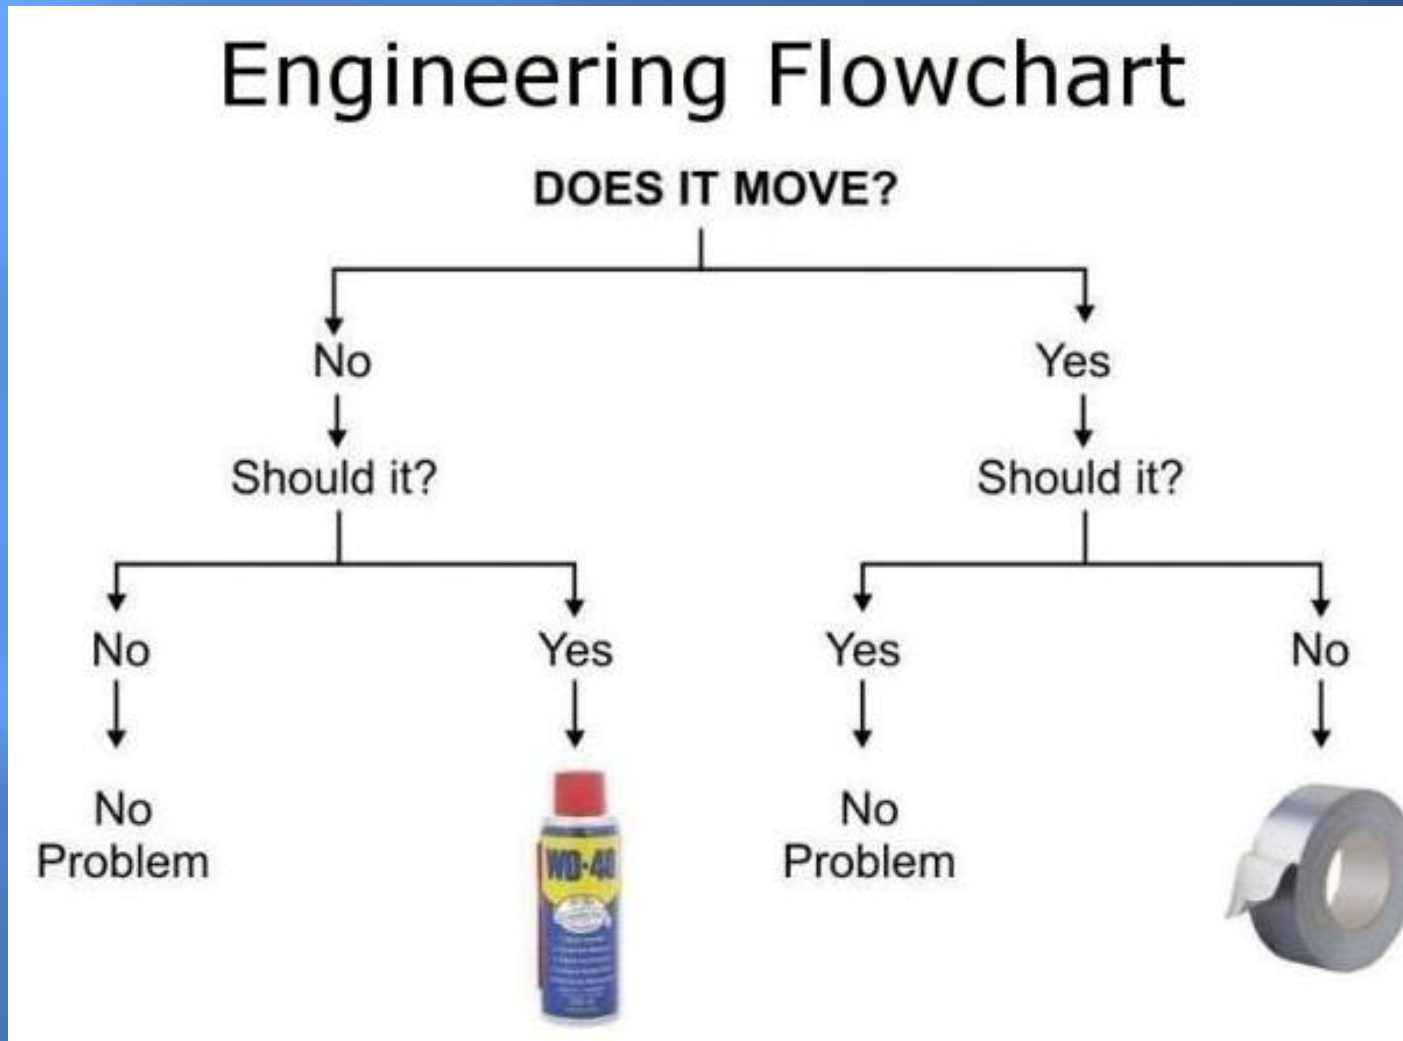 Engineering Flowchart
DOES IT MOVE?
No
Yes
Should it?
Should it?
No
Yes
Yes
No
No
Problem
No
Problem
WD-40